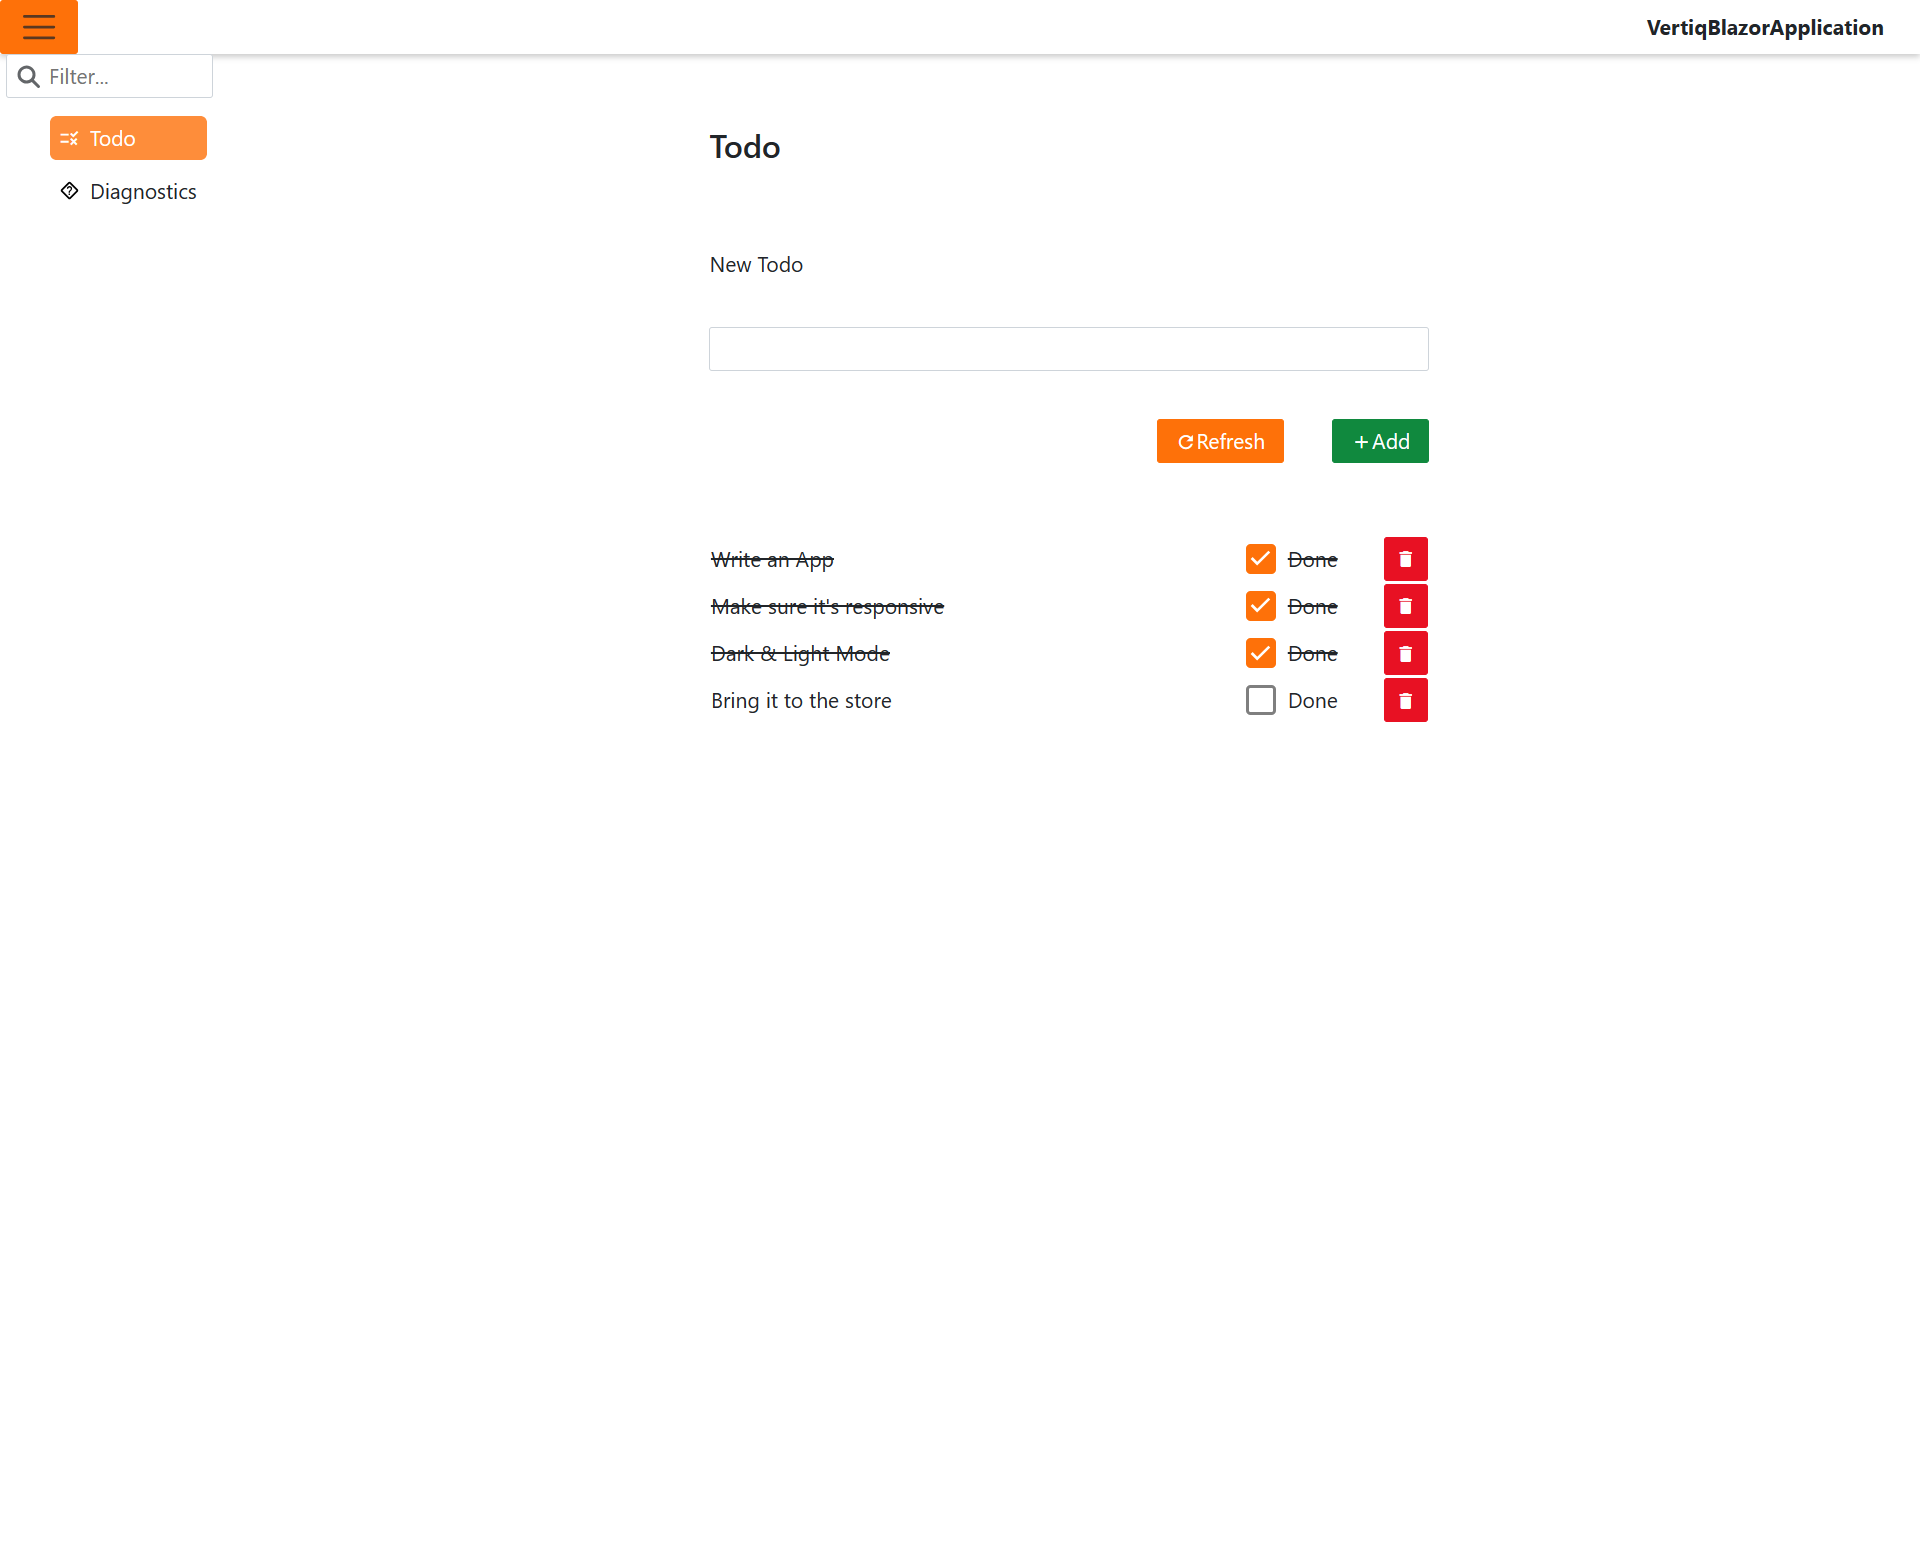 VertiqBlazorApplication
Filter...
Todo
Diagnostics
Todo
New Todo
Refresh
Add
Write an App Done
Make sure it's responsive Done
Dark & Light Mode Done
Bring it to the store Done